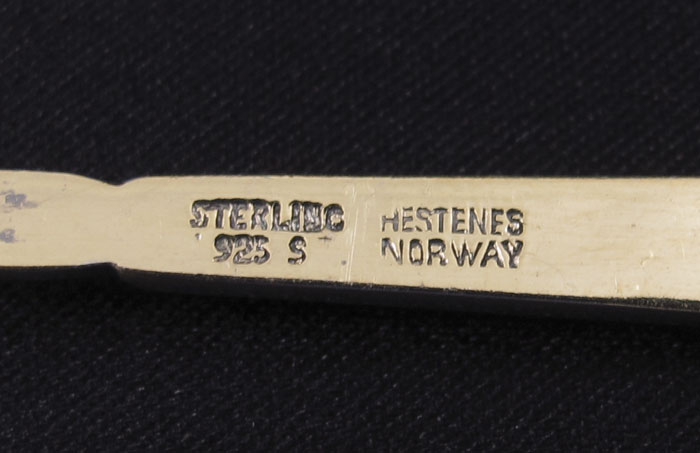 STERLING
925 S
HESTENES
NORWAY